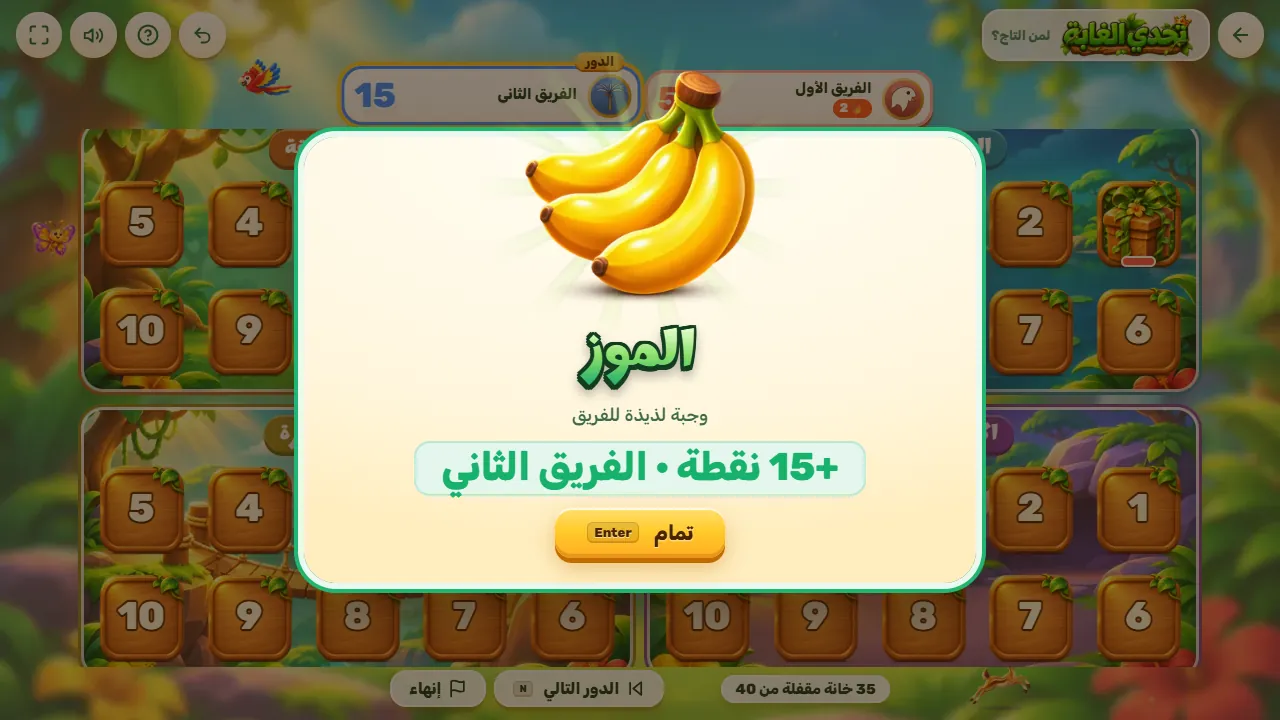 تحدي الغابة
لمن التاج؟
الدور
الفريق الأول
2
5
الفريق الثاني
15
2
4
5
6
7
9
10
الموز
وجبة لذيذة للفريق
+15 نقطة • الفريق الثاني
تمام Enter
1
2
4
5
6
7
8
9
10
6
7
8
9
10
35 خانة مقفلة من 40
الدور التالي N
إنهاء